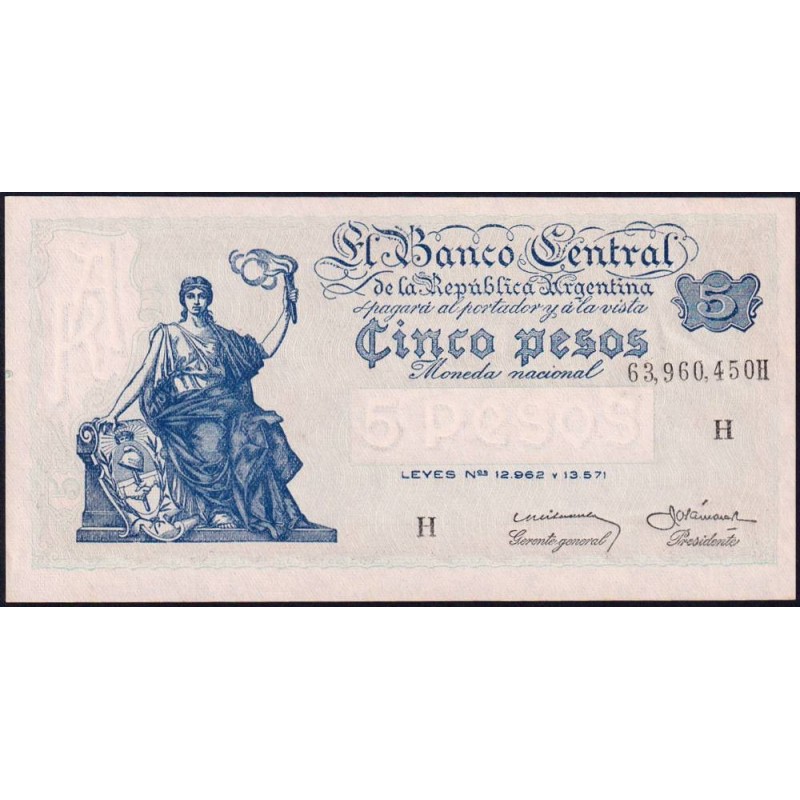 El Banco Central
de la República Argentina
pagará al portador y á la vista
5
Cinco pesos
Moneda nacional
63,960,450H
5 PESOS
H
LEYES Nos 12.962 Y 13.571
H
Gerente general
Presidente